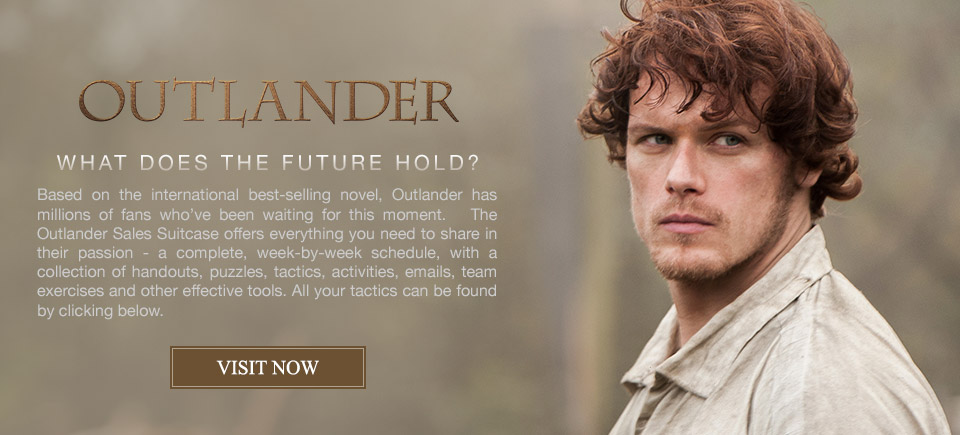 OUTLANDER
WHAT DOES THE FUTURE HOLD?
Based on the international best-selling novel, Outlander has
millions of fans who've been waiting for this moment. The
Outlander Sales Suitcase offers everything you need to share in
their passion - a complete, week-by-week schedule, with a
collection of handouts, puzzles, tactics, activities, emails, team
exercises and other effective tools. All your tactics can be found
by clicking below.
VISIT NOW